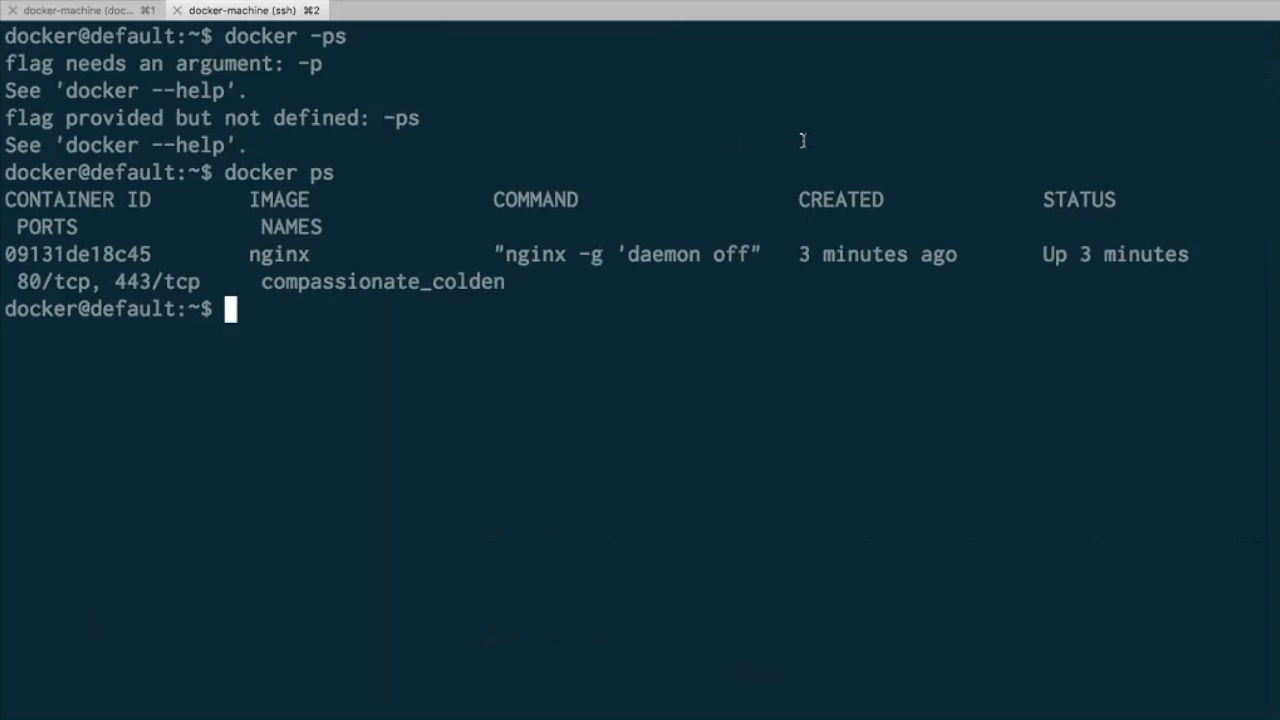 docker-machine (doc... ⌘1
docker-machine (ssh) ⌘2
docker@default:~$ docker -ps
flag needs an argument: -p
See 'docker --help'.
flag provided but not defined: -ps
See 'docker --help'.
docker@default:~$ docker ps
CONTAINER ID        IMAGE               COMMAND                  CREATED             STATUS
 PORTS               NAMES
09131de18c45        nginx               "nginx -g 'daemon off"   3 minutes ago       Up 3 minutes
 80/tcp, 443/tcp     compassionate_colden
docker@default:~$